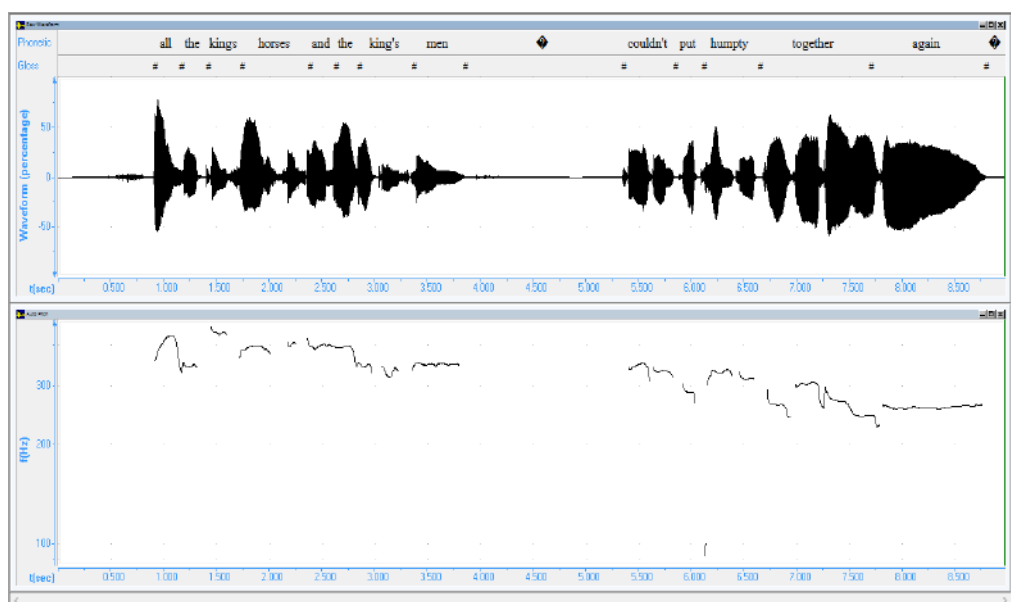 Phonetic all the kings horses and the king's men � couldn't put humpty together again �
Gloss # # # # # # # # # # # # # # #
Waveform (percentage)
50
0
-50
t(sec) 0.500 1.000 1.500 2.000 2.500 3.000 3.500 4.000 4.500 5.000 5.500 6.000 6.500 7.000 7.500 8.000 8.500
f(Hz)
300
200
100
t(sec) 0.500 1.000 1.500 2.000 2.500 3.000 3.500 4.000 4.500 5.000 5.500 6.000 6.500 7.000 7.500 8.000 8.500